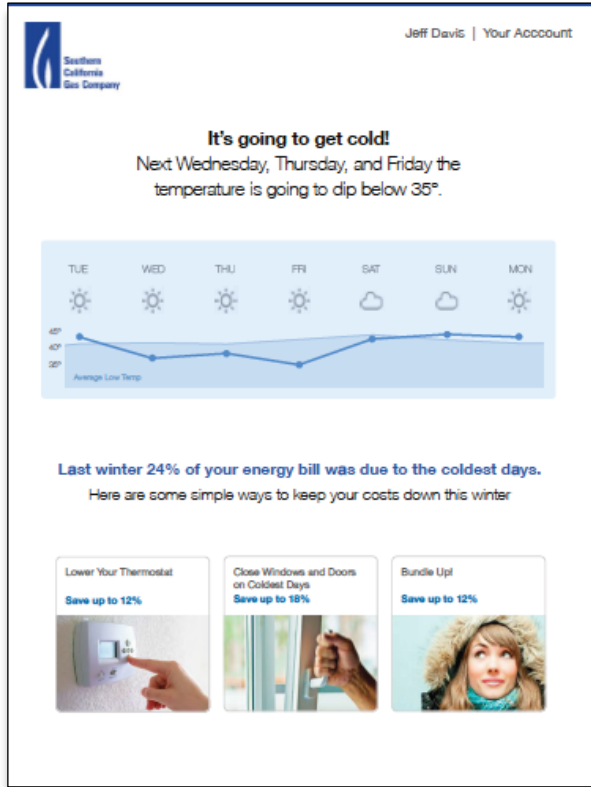 Jeff Davis | Your Acccount
Southern
California
Gas Company
It's going to get cold!
Next Wednesday, Thursday, and Friday the
temperature is going to dip below 35°.
TUE WED THU FRI SAT SUN MON
45°
40°
35°
Average Low Temp
Last winter 24% of your energy bill was due to the coldest days.
Here are some simple ways to keep your costs down this winter
Lower Your Thermostat
Save up to 12%
Close Windows and Doors
on Coldest Days
Save up to 18%
Bundle Up!
Save up to 12%